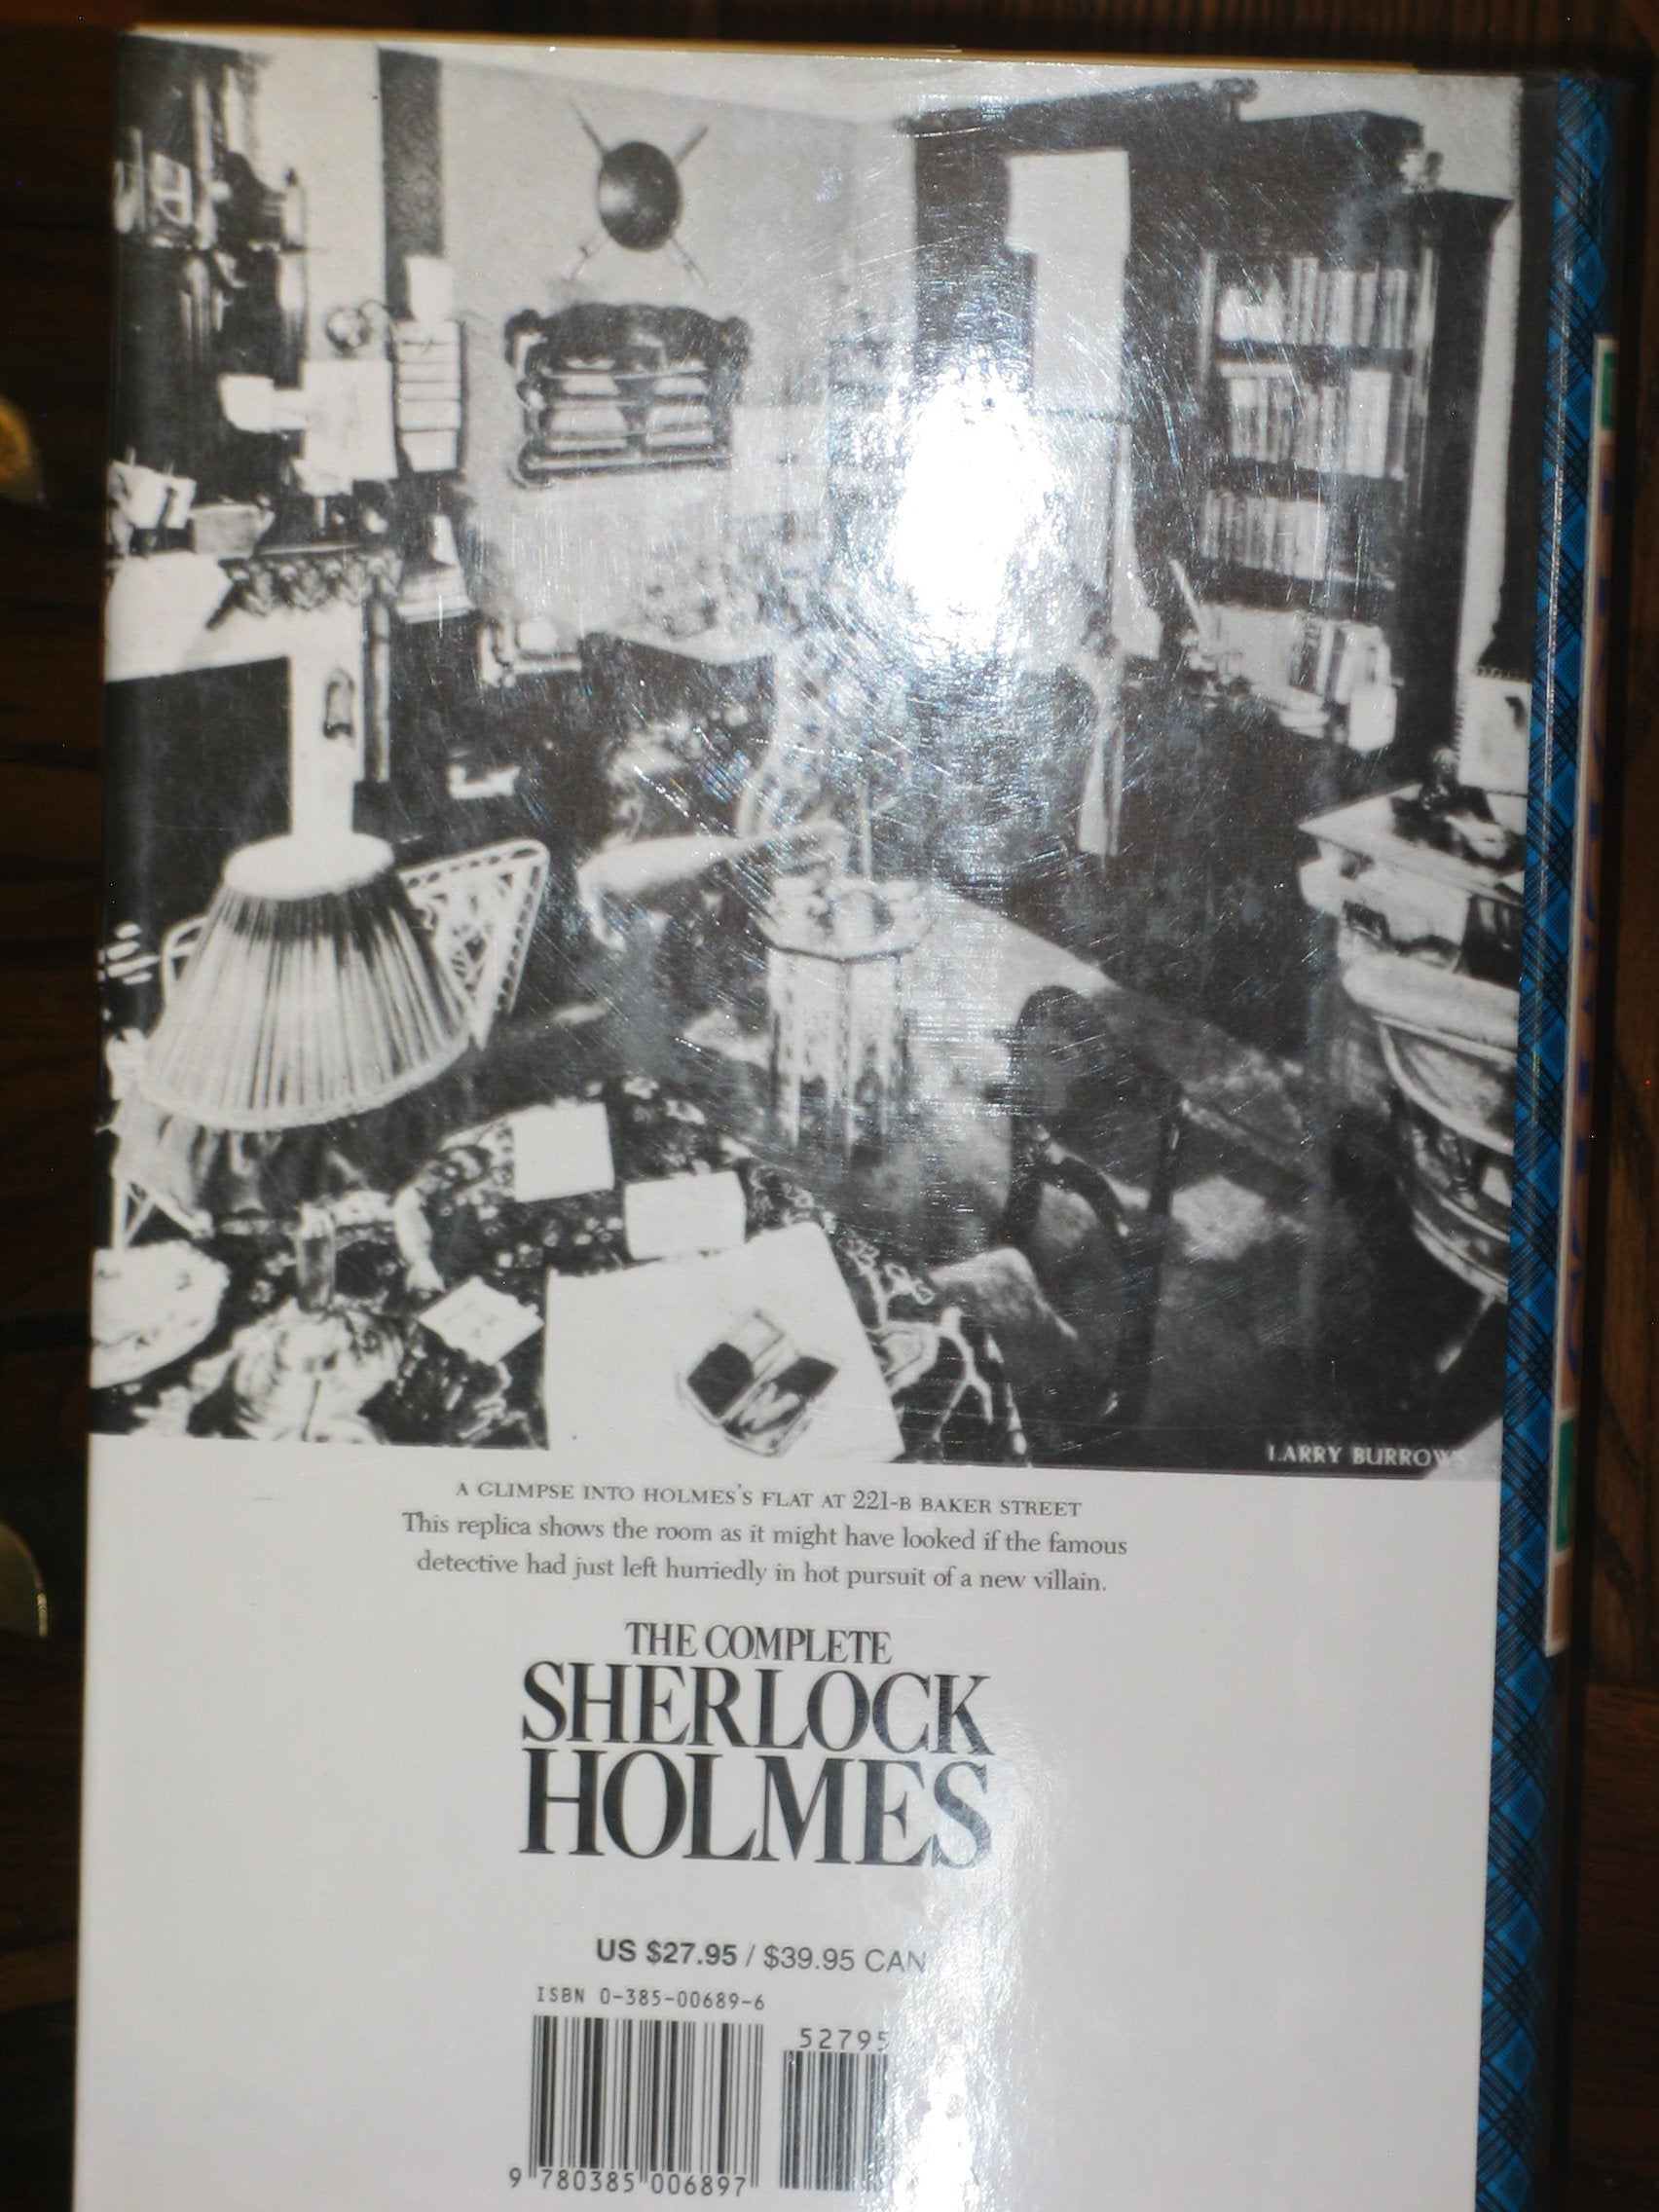 LARRY BURROWS
A GLIMPSE INTO HOLMES'S FLAT AT 221-B BAKER STREET
This replica shows the room as it might have looked if the famous
detective had just left hurriedly in hot pursuit of a new villain.
THE COMPLETE
SHERLOCK
HOLMES
US $27.95 / $39.95 CAN
ISBN 0-385-00689-6
52795
9 780385 006897